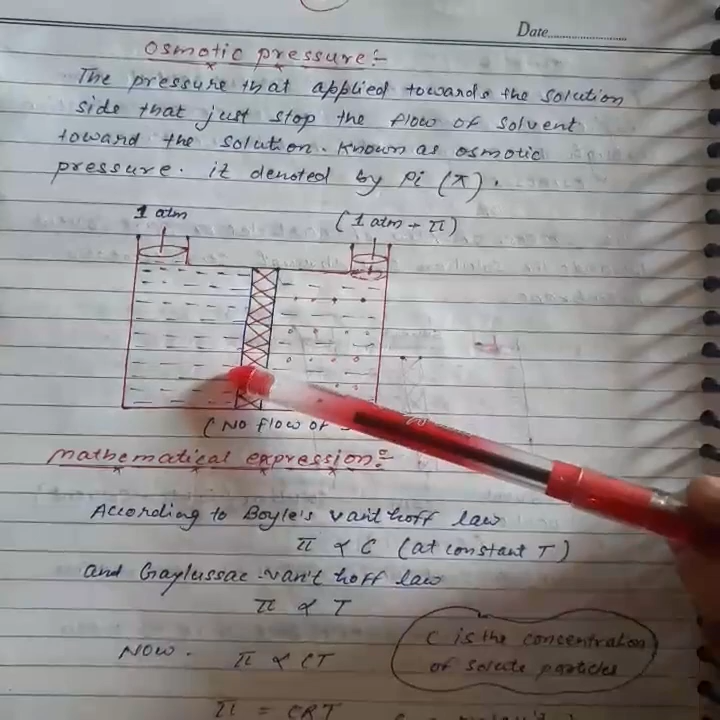 Date
Osmotic pressure:-
The pressure that applied towards the solution
side that just stop the flow of solvent
toward the solution. Known as osmotic
pressure. it denoted by Pi (π).
1 atm
(1 atm + π)
(No flow of
Mathematical expression:-
According to Boyle's van't hoff law
π ∝ C (at constant T)
and Gaylussac-van't hoff law
π ∝ T
C is the concentration
of solute particles
Now. π ∝ CT
π = CRT